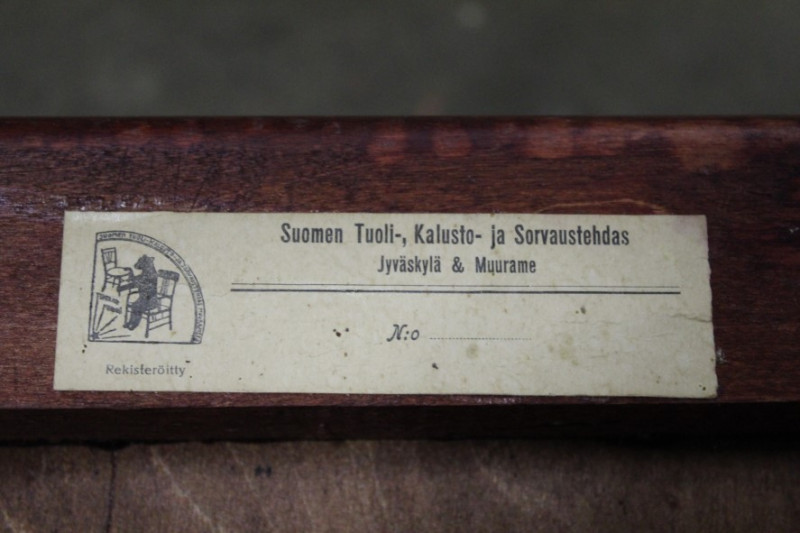 Suomen Tuoli-, Kalusto- ja Sorvaustehdas
Jyväskylä & Muurame
N:o
Rekisteröitty